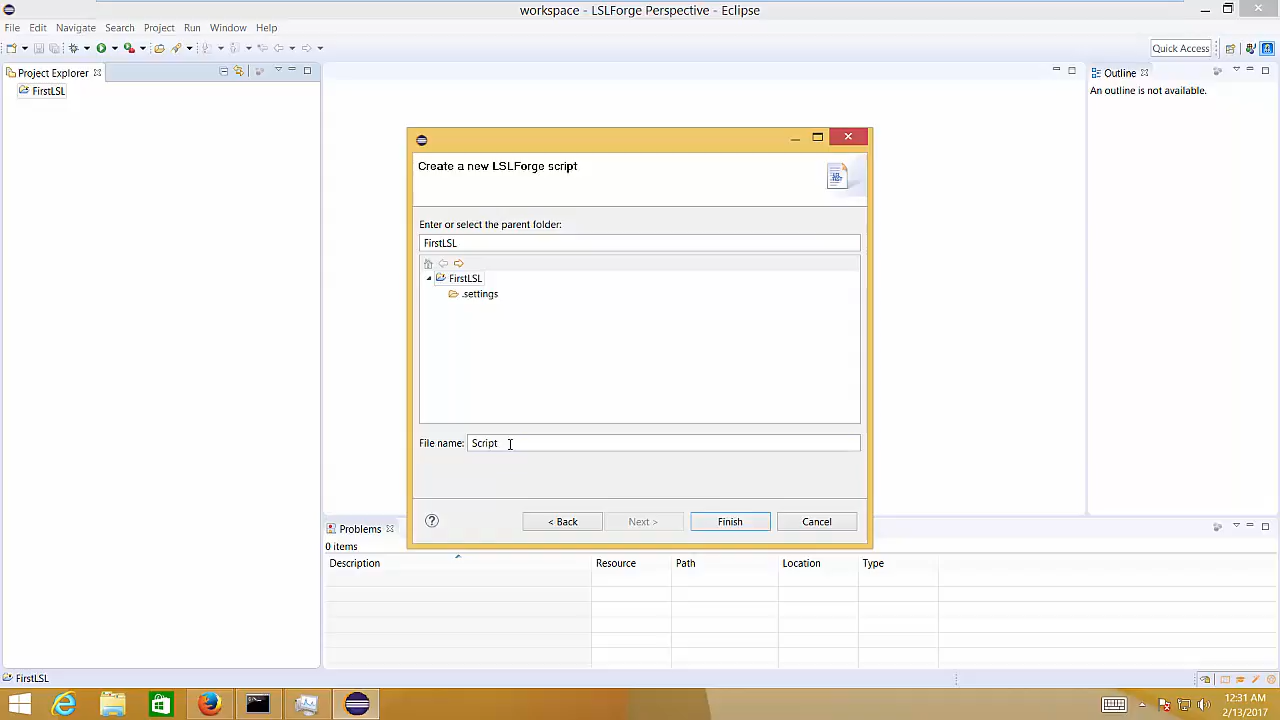 workspace - LSLForge Perspective - Eclipse
File Edit Navigate Search Project Run Window Help
Quick Access
Project Explorer
Outline
FirstLSL
An outline is not available.
Create a new LSLForge script
Enter or select the parent folder:
FirstLSL
FirstLSL
.settings
File name: Script
< Back
Next >
Finish
Cancel
Problems
0 items
Description Resource Path Location Type
FirstLSL
12:31 AM
2/13/2017